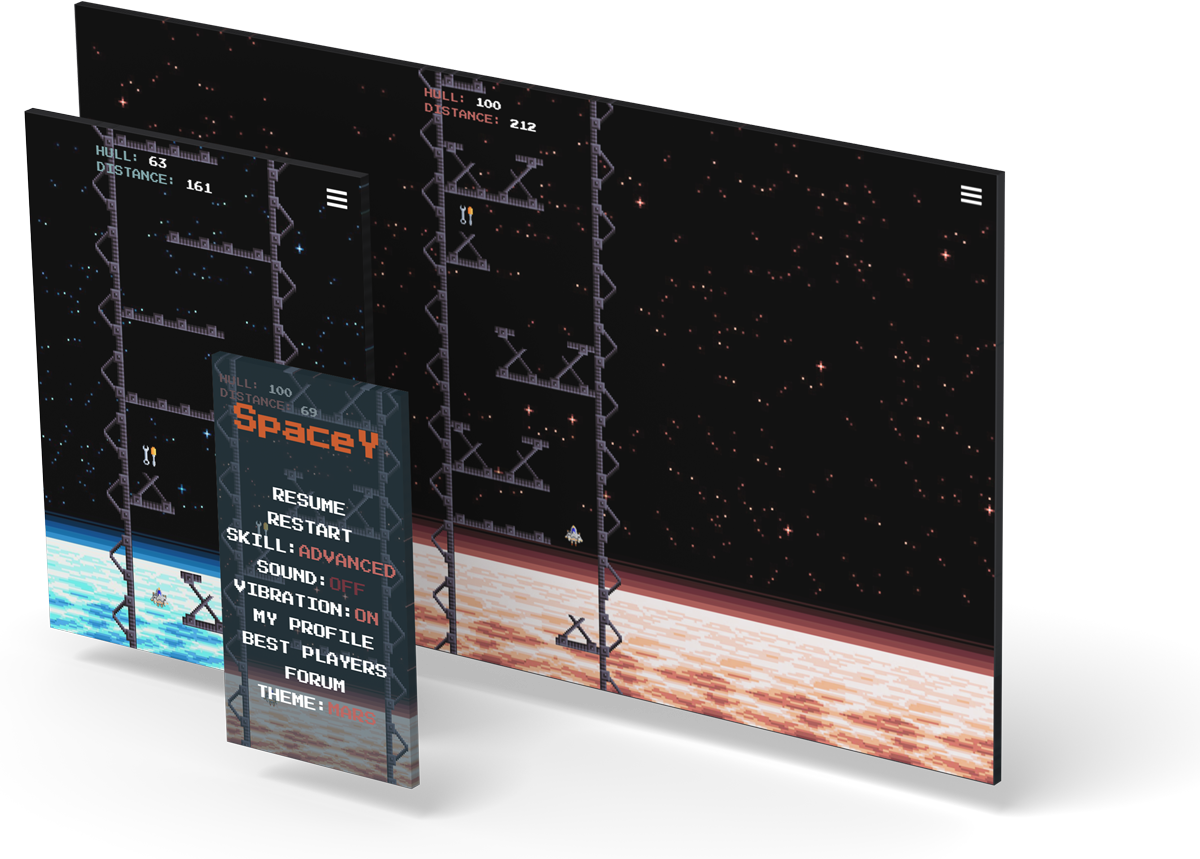 HULL: 100
DISTANCE: 212
HULL: 63
DISTANCE: 161
HULL: 100
DISTANCE: 69
SpaceY
RESUME
RESTART
SKILL:ADVANCED
SOUND:OFF
VIBRATION:ON
MY PROFILE
BEST PLAYERS
FORUM
THEME:MARS